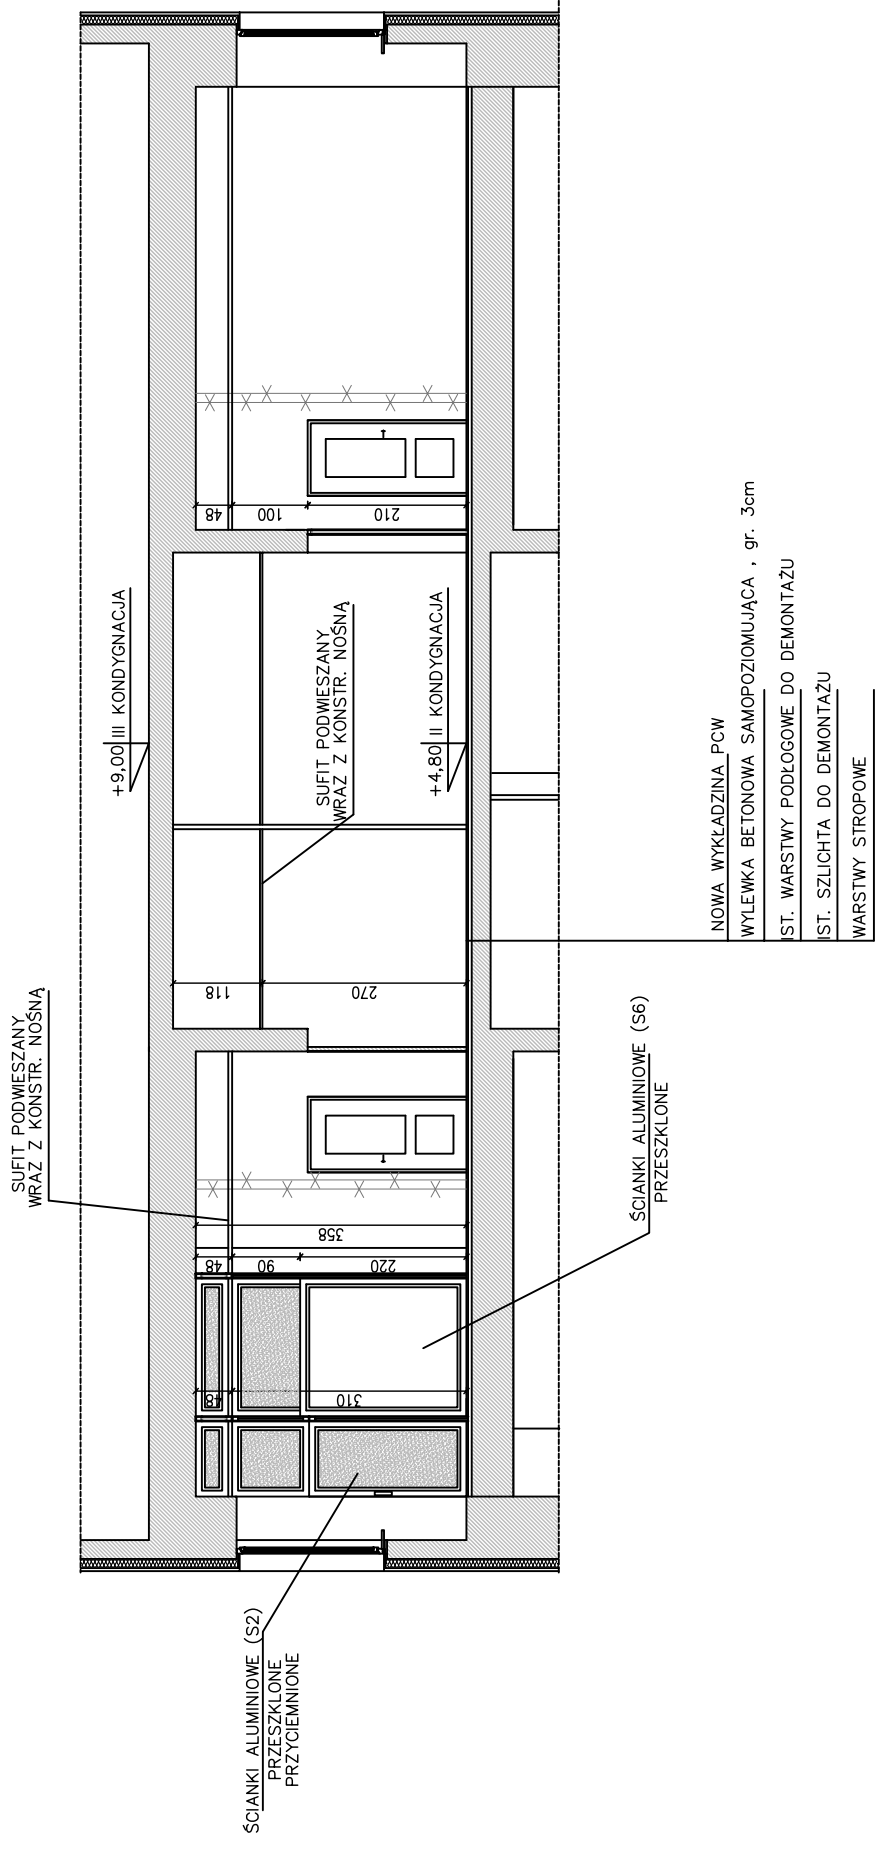 SUFIT PODWIESZANY
WRAZ Z KONSTR. NOŚNĄ
+9,00 III KONDYGNACJA
SUFIT PODWIESZANY
WRAZ Z KONSTR. NOŚNĄ
+4,80 II KONDYGNACJA
48
90
220
358
48
310
118
270
48
100
210
ŚCIANKI ALUMINIOWE (S2)
PRZESZKLONE
PRZYCIEMNIONE
ŚCIANKI ALUMINIOWE (S6)
PRZESZKLONE
NOWA WYKŁADZINA PCW
WYLEWKA BETONOWA SAMOPOZIOMUJĄCA , gr. 3cm
IST. WARSTWY PODŁOGOWE DO DEMONTAŻU
IST. SZLICHTA DO DEMONTAŻU
WARSTWY STROPOWE